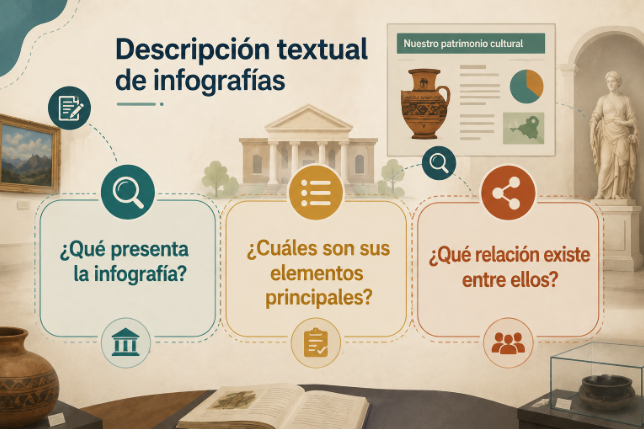 Descripción textual
de infografías
Nuestro patrimonio cultural
¿Qué presenta
la infografía?
¿Cuáles son sus
elementos
principales?
¿Qué relación existe
entre ellos?